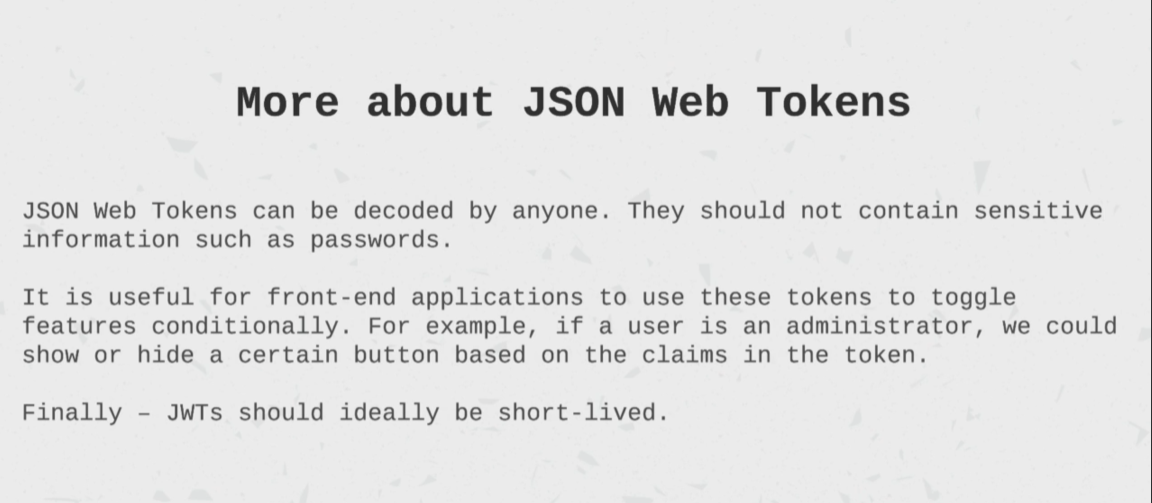 More about JSON Web Tokens
JSON Web Tokens can be decoded by anyone. They should not contain sensitive
information such as passwords.
It is useful for front-end applications to use these tokens to toggle
features conditionally. For example, if a user is an administrator, we could
show or hide a certain button based on the claims in the token.
Finally – JWTs should ideally be short-lived.